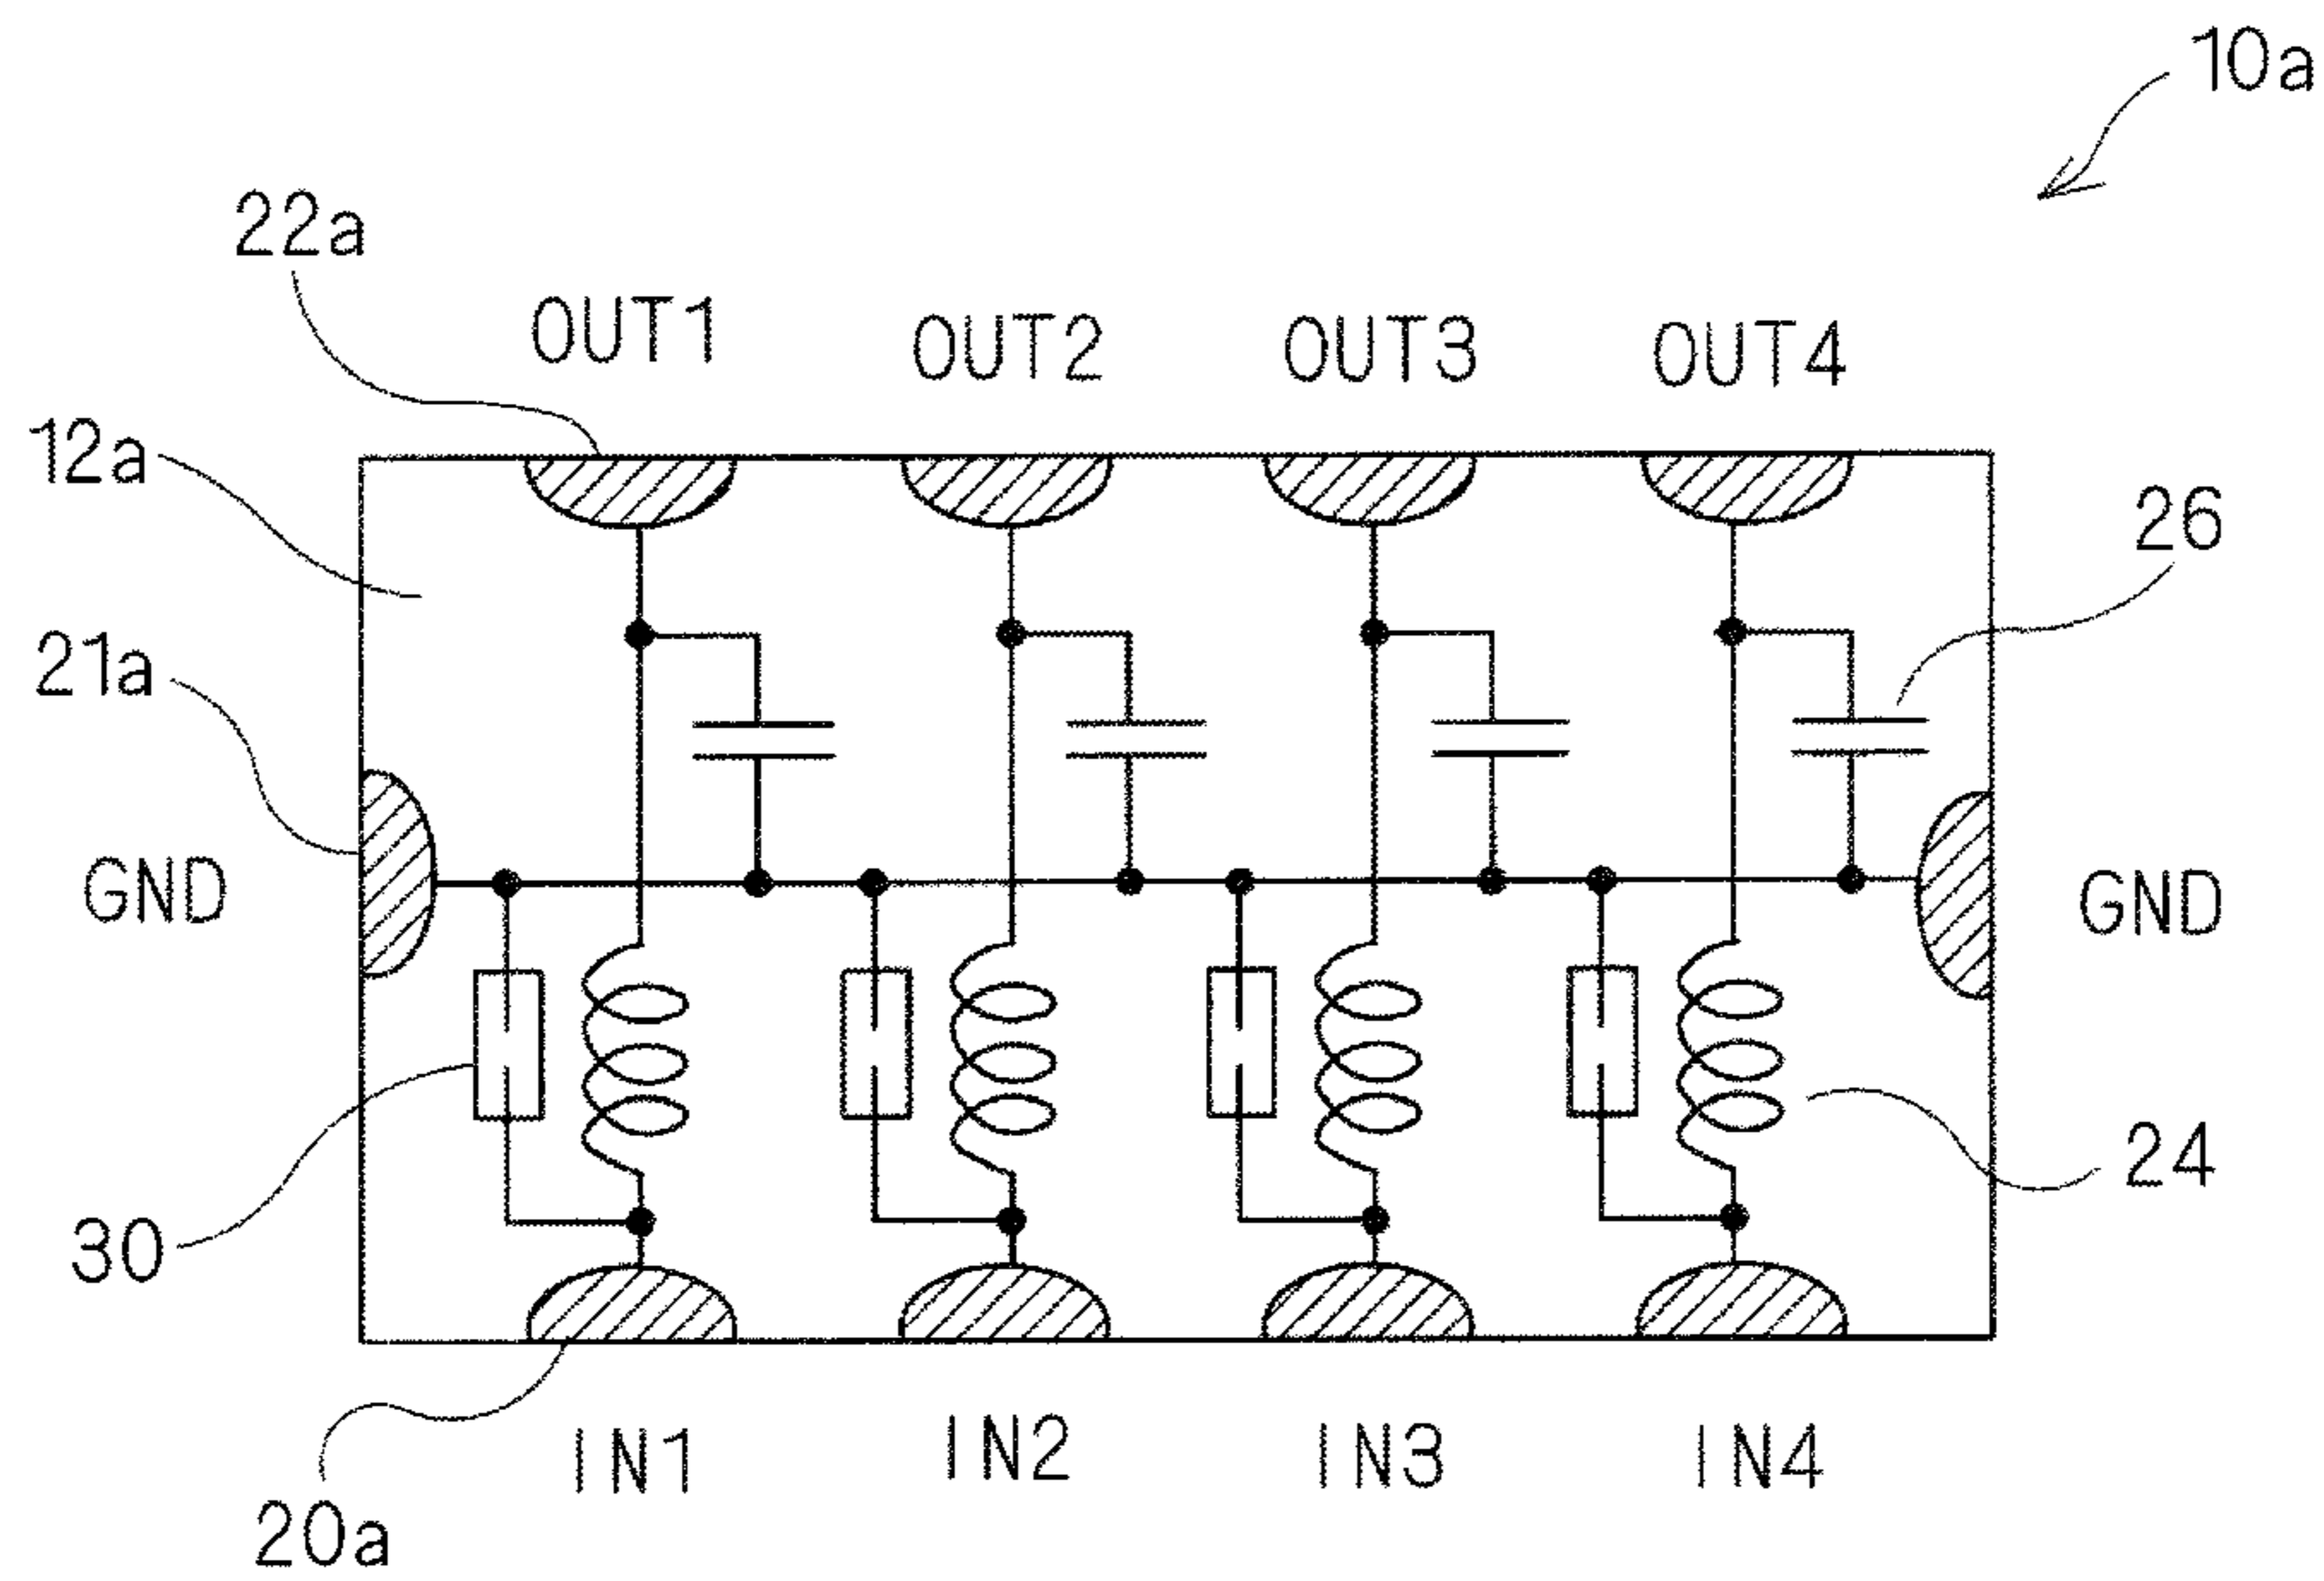 10a
22a
OUT1 OUT2 OUT3 OUT4
12a
26
21a
GND GND
24
30
IN1 IN2 IN3 IN4
20a